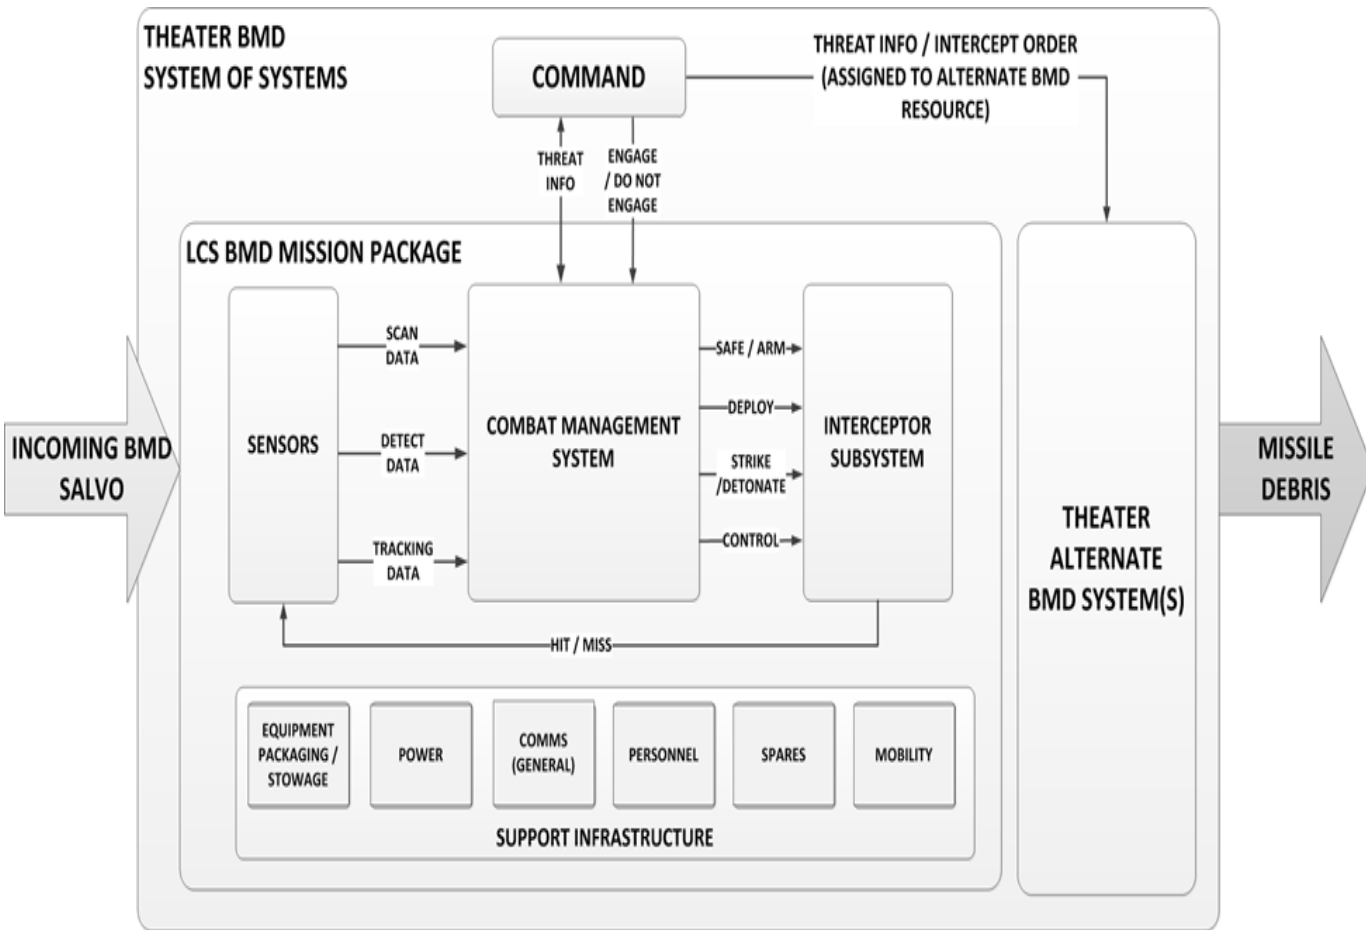 THEATER BMD
SYSTEM OF SYSTEMS
COMMAND
THREAT INFO / INTERCEPT ORDER
(ASSIGNED TO ALTERNATE BMD
RESOURCE)
THREAT
INFO
ENGAGE
/ DO NOT
ENGAGE
LCS BMD MISSION PACKAGE
INCOMING BMD
SALVO
SENSORS
SCAN
DATA
DETECT
DATA
TRACKING
DATA
COMBAT MANAGEMENT
SYSTEM
SAFE / ARM
DEPLOY
STRIKE
/DETONATE
CONTROL
INTERCEPTOR
SUBSYSTEM
HIT / MISS
THEATER
ALTERNATE
BMD SYSTEM(S)
MISSILE
DEBRIS
EQUIPMENT
PACKAGING /
STOWAGE
POWER
COMMS
(GENERAL)
PERSONNEL
SPARES
MOBILITY
SUPPORT INFRASTRUCTURE